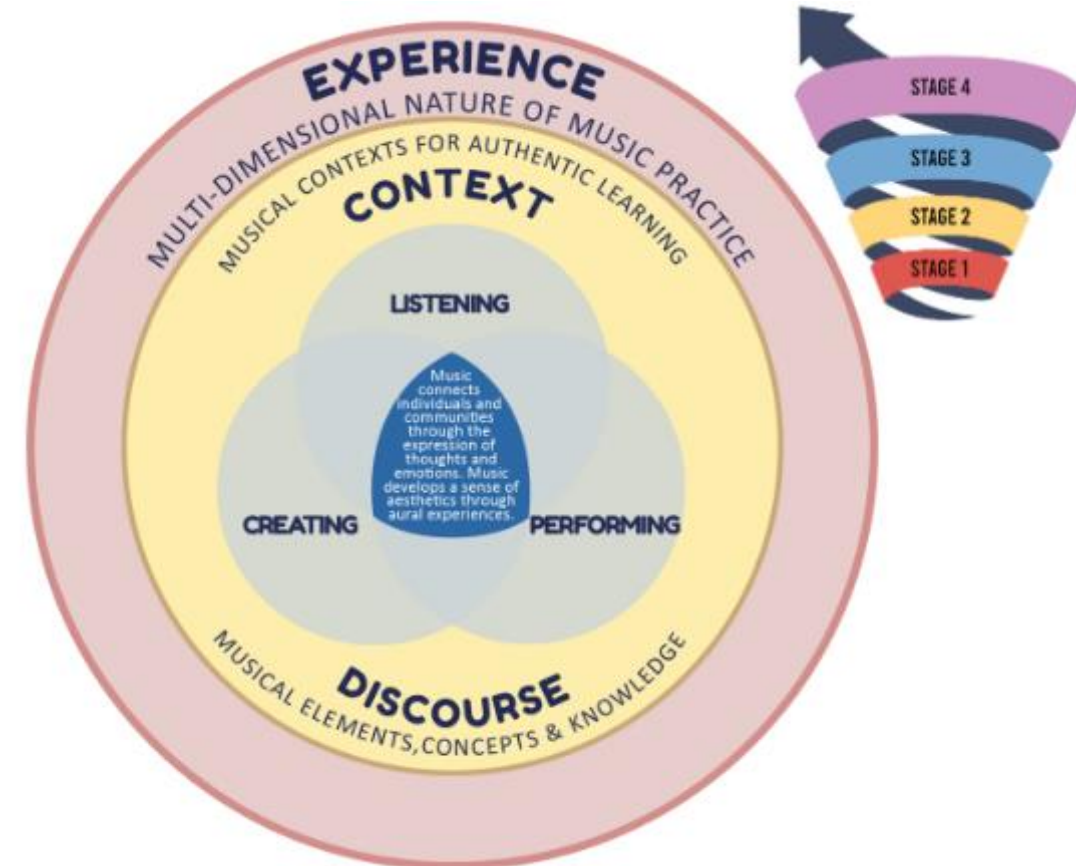 EXPERIENCE
MULTI-DIMENSIONAL NATURE OF MUSIC PRACTICE
MUSICAL CONTEXTS FOR AUTHENTIC LEARNING
CONTEXT
LISTENING
Music
connects
individuals and
communities
through the
expression of
thoughts and
emotions. Music
develops a sense of
aesthetics through
aural experiences.
CREATING
PERFORMING
DISCOURSE
MUSICAL ELEMENTS, CONCEPTS & KNOWLEDGE
STAGE 4
STAGE 3
STAGE 2
STAGE 1